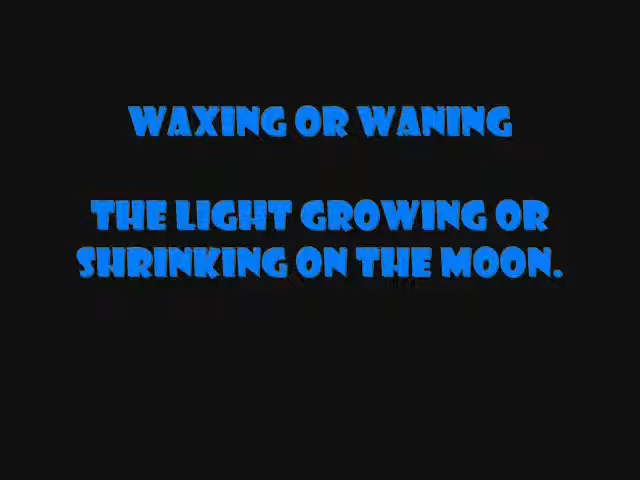 WAXING OR WANING
THE LIGHT GROWING OR
SHRINKING ON THE MOON.